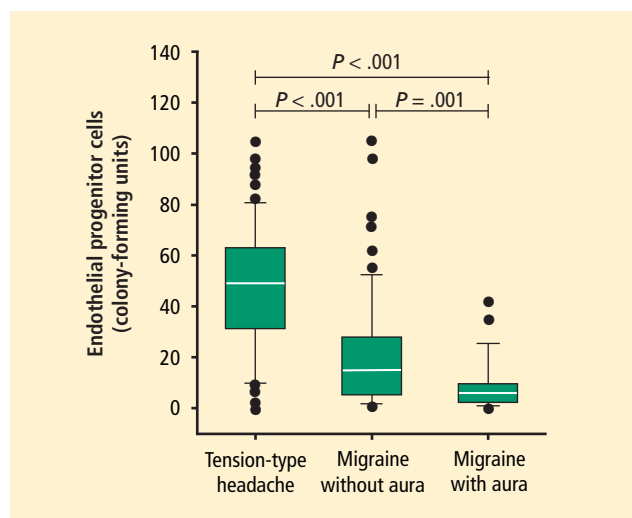 Endothelial progenitor cells
(colony-forming units)
140
120
100
80
60
40
20
0
P < .001
P < .001
P = .001
Tension-type
headache
Migraine
without aura
Migraine
with aura